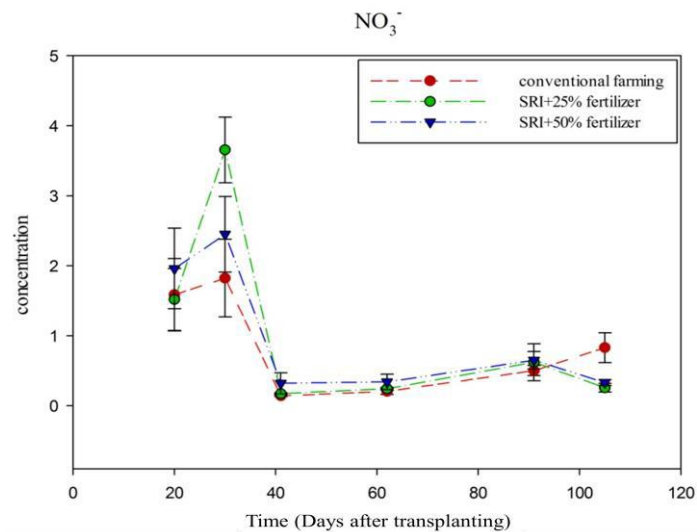 NO₃⁻
5
4
3
2
1
0
concentration
conventional farming
SRI+25% fertilizer
SRI+50% fertilizer
0 20 40 60 80 100 120
Time (Days after transplanting)